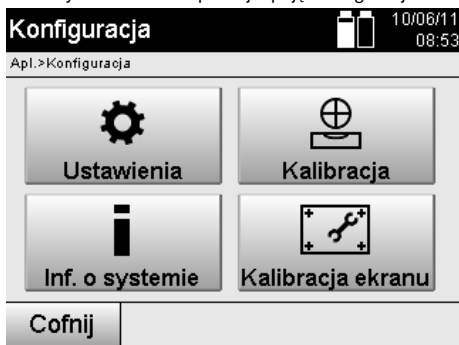 Konfiguracja
10/06/11
08:53
Apl.>Konfiguracja
Ustawienia
Kalibracja
Inf. o systemie
Kalibracja ekranu
Cofnij